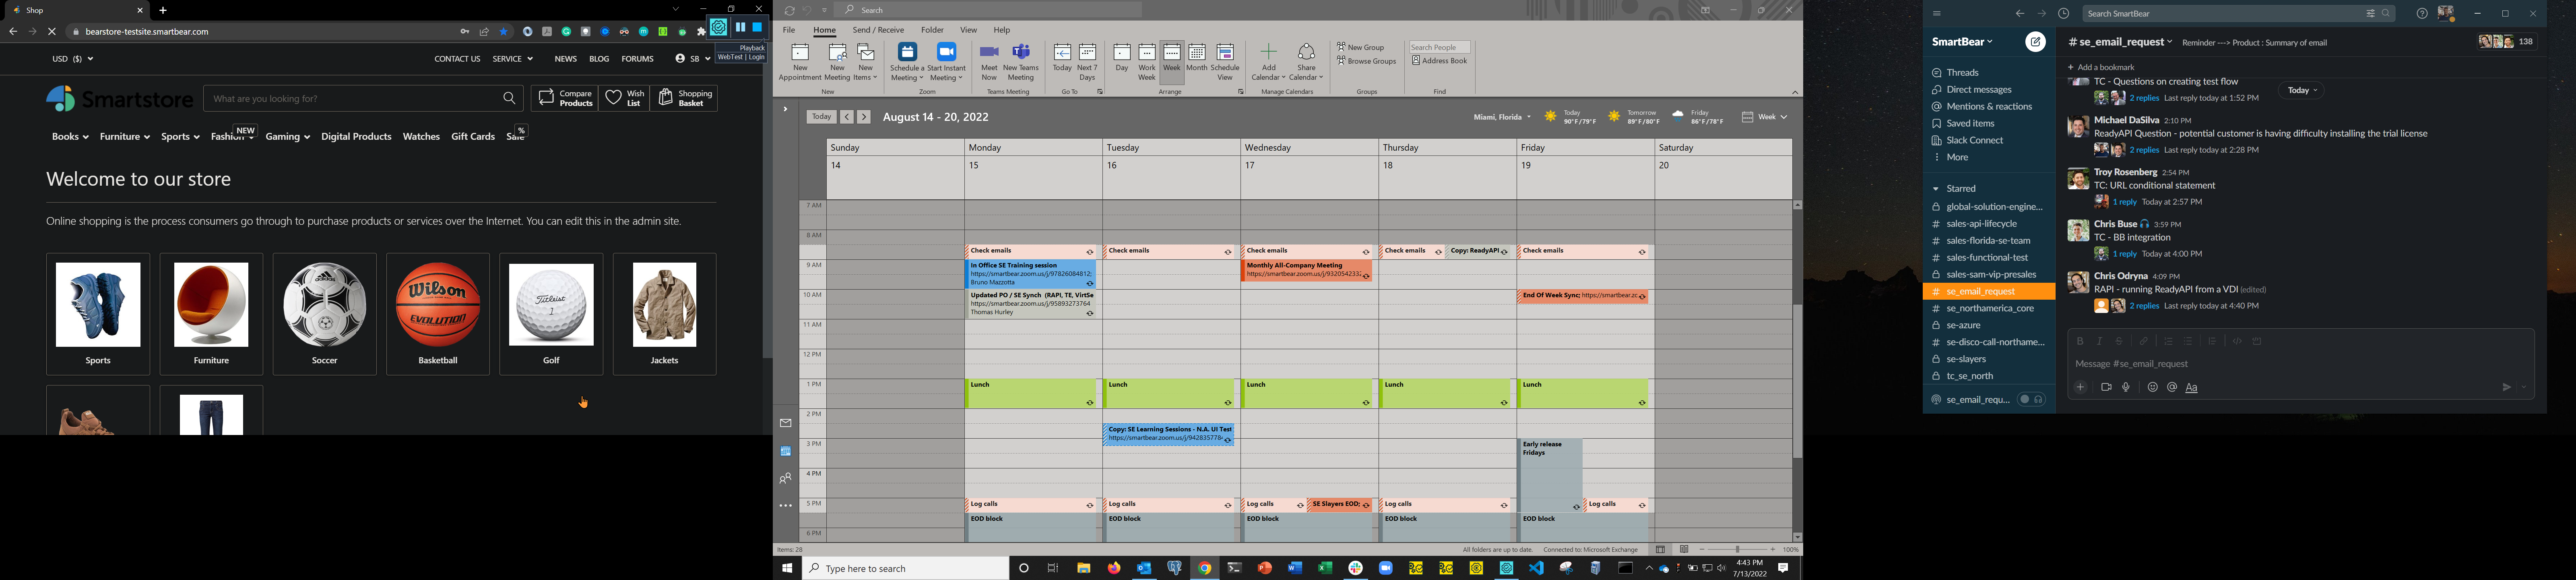 Shop
bearstore-testsite.smartbear.com
Playback
WebTest | Login
USD ($)
CONTACT US SERVICE NEWS BLOG FORUMS SB
Smartstore
What are you looking for?
Compare
Products
Wish
List
Shopping
Basket
NEW
%
Books Furniture Sports Fashion Gaming Digital Products Watches Gift Cards Sale
Welcome to our store
Online shopping is the process consumers go through to purchase products or services over the Internet. You can edit this in the admin site.
adidas
Wilson
EVOLUTION
Titleist
1
Sports Furniture Soccer Basketball Golf Jackets
Search
File Home Send / Receive Folder View Help
New
Appointment
New
Meeting
New
Items
Schedule a
Meeting
Start Instant
Meeting
Meet
Now
New Teams
Meeting
Today
Next 7
Days
Day
Work
Week
Week
Month
Schedule
View
Add
Calendar
Share
Calendar
New Group
Browse Groups
Search People
Address Book
New Zoom Teams Meeting Go To Arrange Manage Calendars Groups Find
Today August 14 - 20, 2022
Miami, Florida
Today
90°F/79°F
Tomorrow
89°F/80°F
Friday
86°F/78°F
Week
Sunday Monday Tuesday Wednesday Thursday Friday Saturday
14 15 16 17 18 19 20
7 AM
8 AM
Check emails Check emails Check emails Check emails Copy: ReadyAPI Check emails
9 AM
In Office SE Training session
https://smartbear.zoom.us/j/97826084812;
Bruno Mazzotta
Monthly All-Company Meeting
https://smartbear.zoom.us/j/9320542332
10 AM
Updated PO / SE Synch (RAPI, TE, VirtSe
https://smartbear.zoom.us/j/95893273764
Thomas Hurley
End Of Week Sync; https://smartbear.zc
11 AM
12 PM
1 PM
Lunch Lunch Lunch Lunch Lunch
2 PM
Copy: SE Learning Sessions - N.A. UI Test
https://smartbear.zoom.us/j/942835778
3 PM
Early release
Fridays
4 PM
5 PM
Log calls Log calls Log calls SE Slayers EOD; Log calls Log calls
EOD block EOD block EOD block EOD block EOD block
6 PM
Items: 28
All folders are up to date. Connected to: Microsoft Exchange 100%
Type here to search
4:43 PM
7/13/2022
Search SmartBear
SmartBear
Threads
Direct messages
Mentions & reactions
Saved items
Slack Connect
More
Starred
global-solution-engine...
sales-api-lifecycle
sales-florida-se-team
sales-functional-test
sales-sam-vip-presales
se_email_request
se_northamerica_core
se-azure
se-disco-call-northame...
se-slayers
tc_se_north
se_email_requ...
# se_email_request Reminder ---> Product : Summary of email 138
+ Add a bookmark
TC - Questions on creating test flow
Today
2 replies Last reply today at 1:52 PM
Michael DaSilva 2:10 PM
ReadyAPI Question - potential customer is having difficulty installing the trial license
2 replies Last reply today at 2:28 PM
Troy Rosenberg 2:54 PM
TC: URL conditional statement
1 reply Today at 2:57 PM
Chris Buse 3:59 PM
TC - BB integration
1 reply Today at 4:00 PM
Chris Odryna 4:09 PM
RAPI - running ReadyAPI from a VDI (edited)
2 replies Last reply today at 4:40 PM
Message #se_email_request